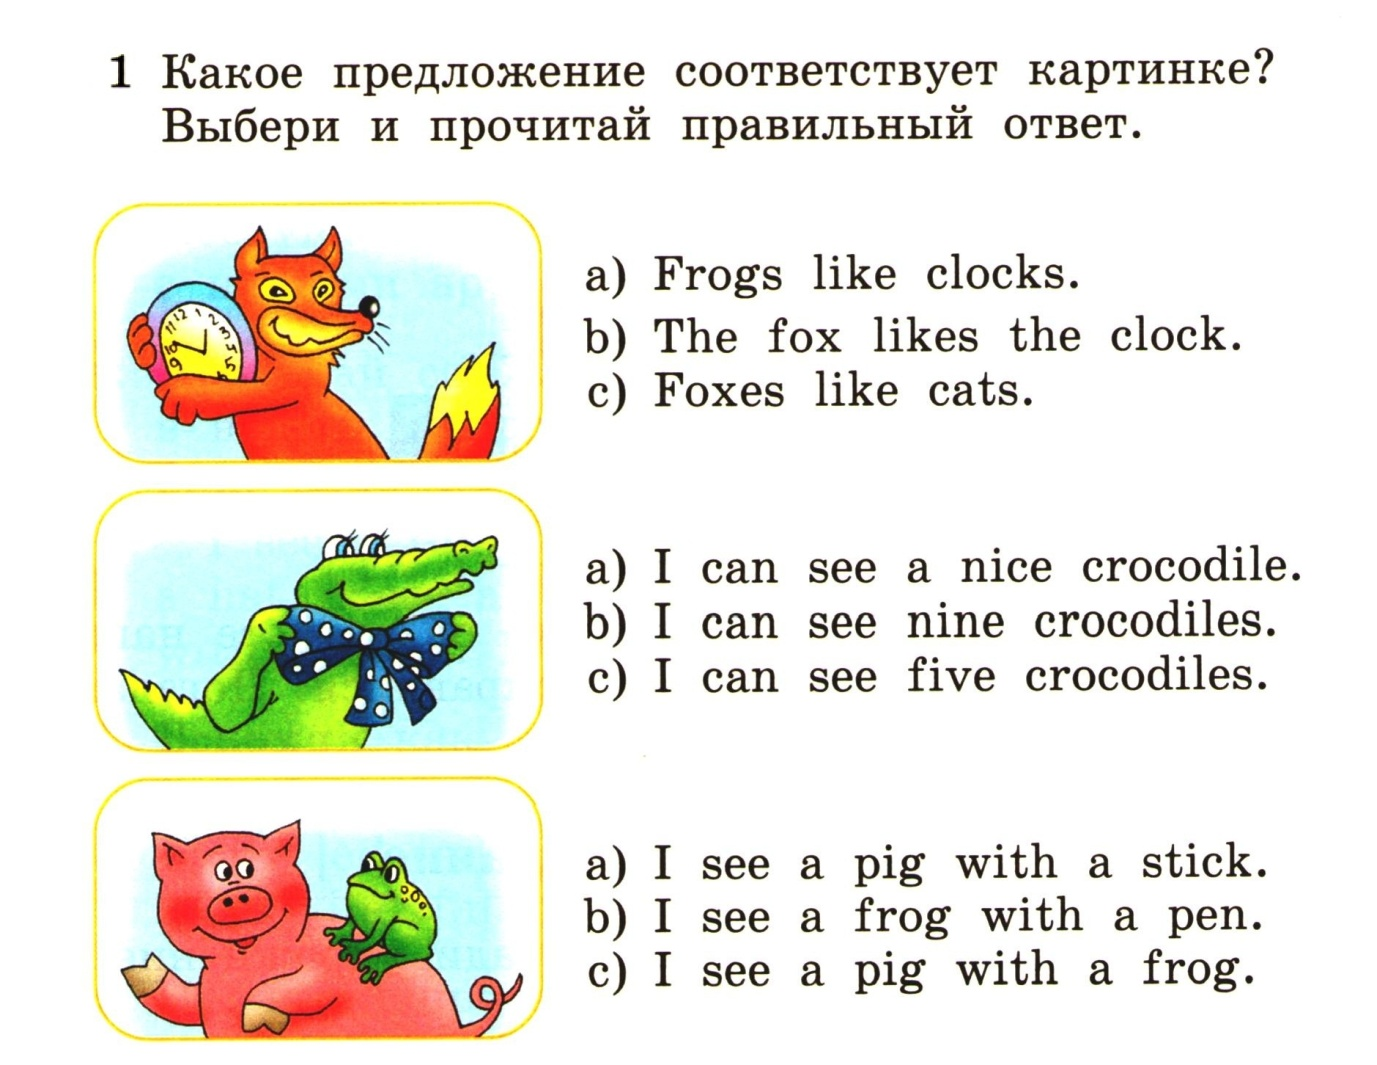 1 Какое предложение соответствует картинке?
Выбери и прочитай правильный ответ.
a) Frogs like clocks.
b) The fox likes the clock.
c) Foxes like cats.
a) I can see a nice crocodile.
b) I can see nine crocodiles.
c) I can see five crocodiles.
a) I see a pig with a stick.
b) I see a frog with a pen.
c) I see a pig with a frog.